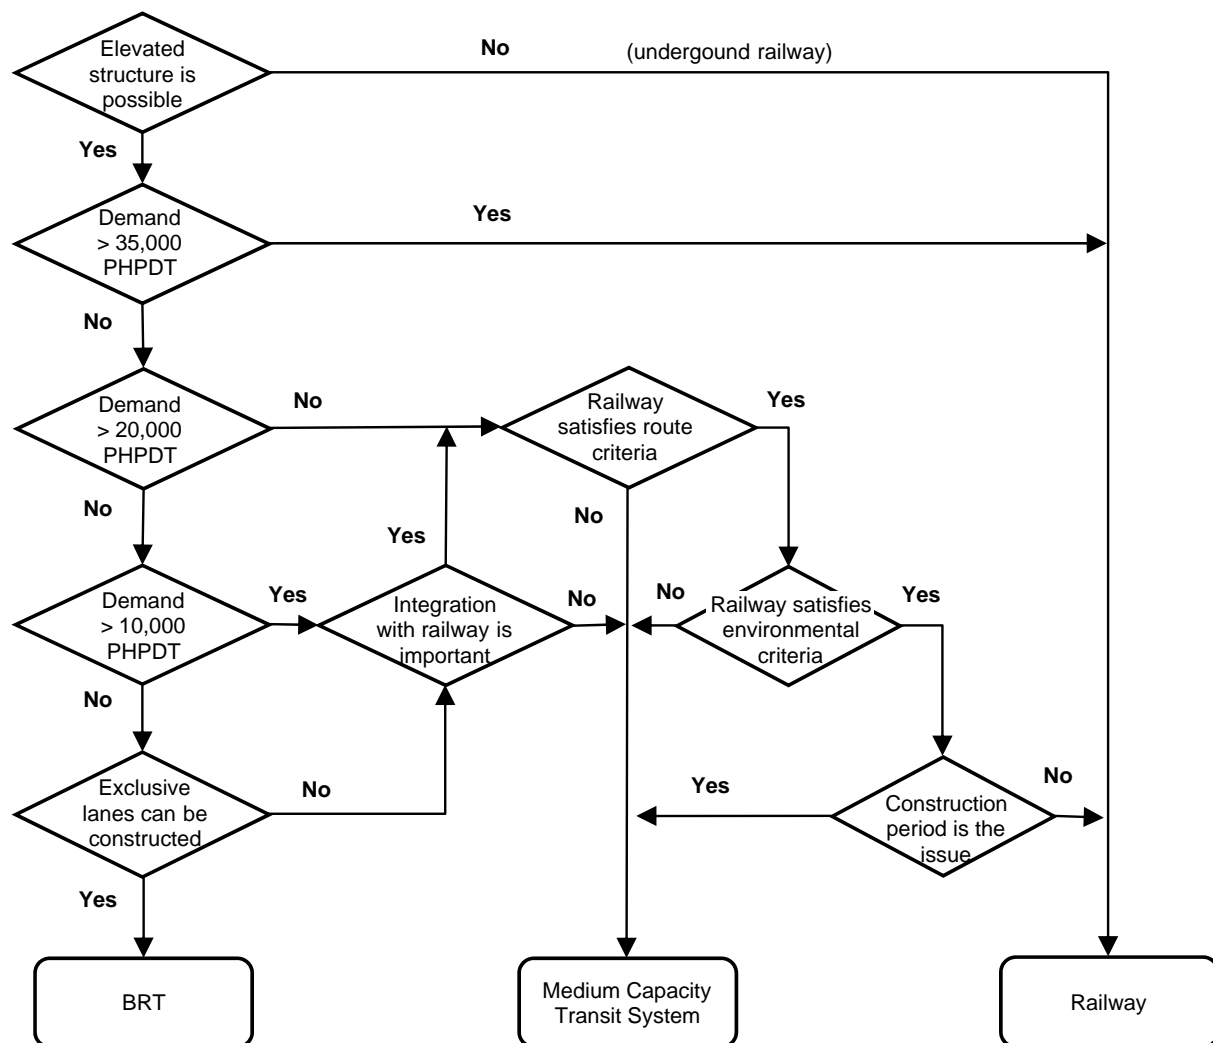 Elevated
structure is
possible
No
(undergound railway)
Yes
Demand
> 35,000
PHPDT
Yes
No
Demand
> 20,000
PHPDT
No
Railway
satisfies route
criteria
Yes
No
No
Yes
Demand
> 10,000
PHPDT
Yes
Integration
with railway is
important
No
No
Railway satisfies
environmental
criteria
Yes
No
Exclusive
lanes can be
constructed
No
Yes
Construction
period is the
issue
No
Yes
BRT
Medium Capacity
Transit System
Railway